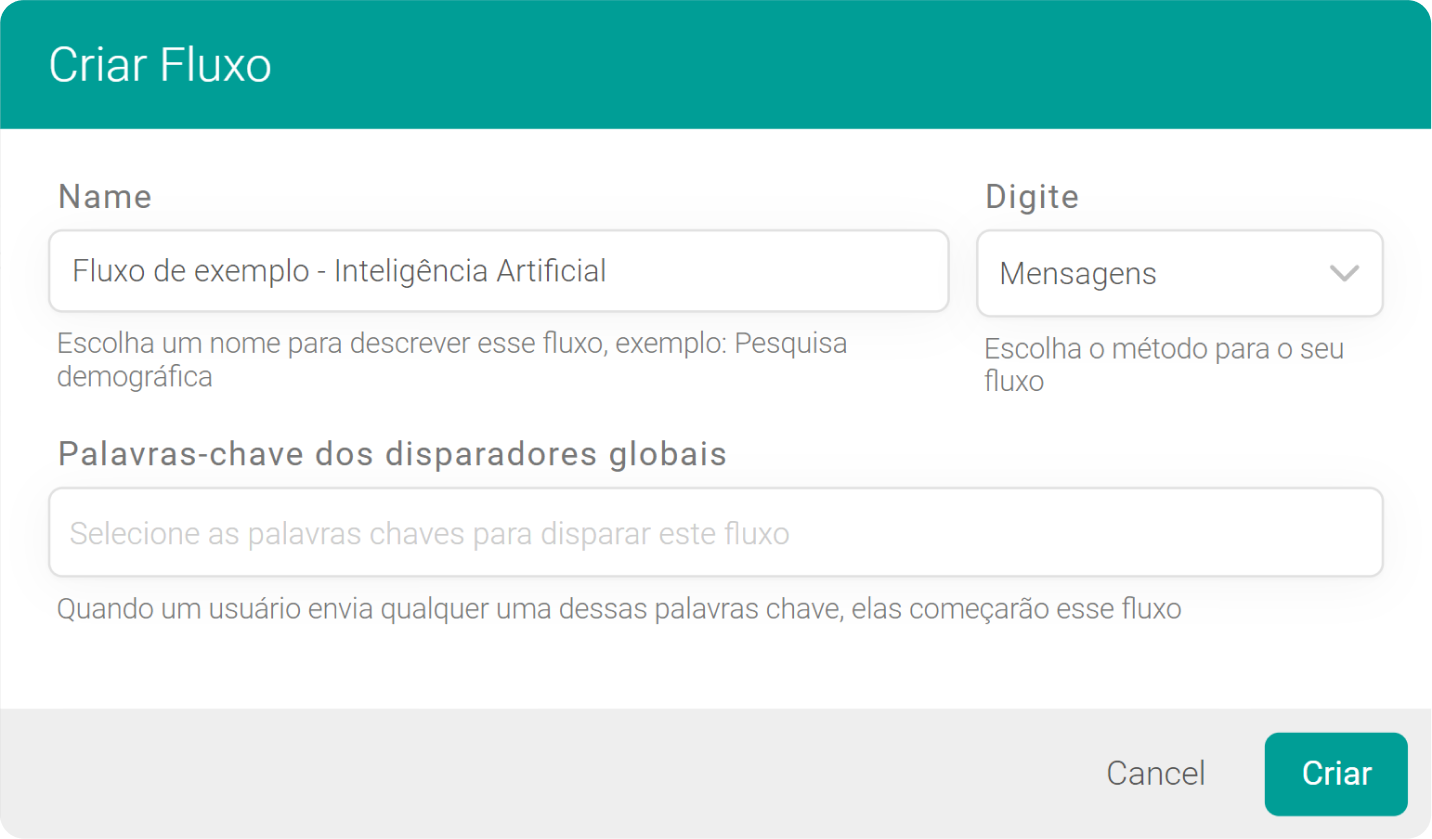 Criar Fluxo
Name
Digite
Fluxo de exemplo - Inteligência Artificial
Mensagens
Escolha um nome para descrever esse fluxo, exemplo: Pesquisa
demográfica
Escolha o método para o seu
fluxo
Palavras-chave dos disparadores globais
Selecione as palavras chaves para disparar este fluxo
Quando um usuário envia qualquer uma dessas palavras chave, elas começarão esse fluxo
Cancel
Criar